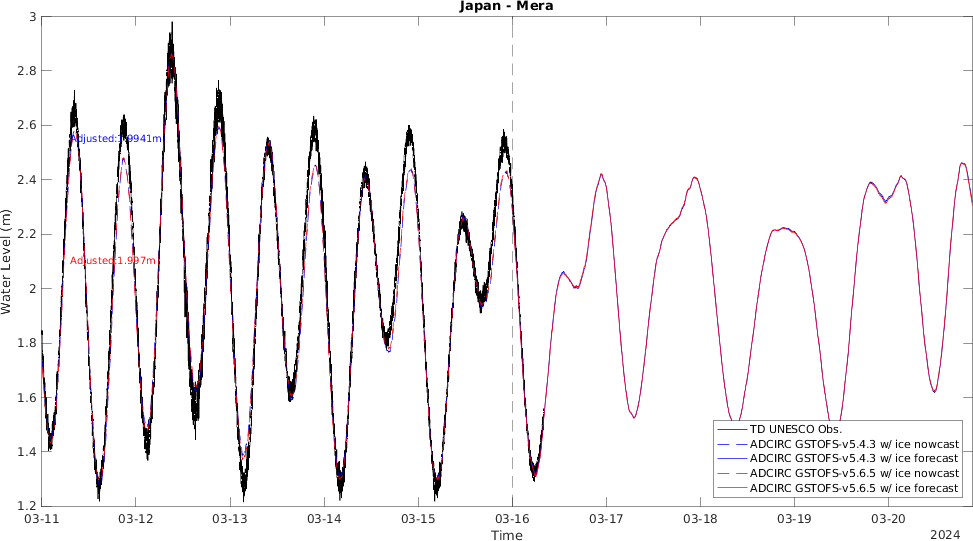 Japan - Mera
3
2.8
2.6
2.4
2.2
2
1.8
1.6
1.4
1.2
Water Level (m)
Adjusted:1.9941m
Adjusted:1.997m
TD UNESCO Obs.
ADCIRC GSTOFS-v5.4.3 w/ ice nowcast
ADCIRC GSTOFS-v5.4.3 w/ ice forecast
ADCIRC GSTOFS-v5.6.5 w/ ice nowcast
ADCIRC GSTOFS-v5.6.5 w/ ice forecast
03-11 03-12 03-13 03-14 03-15 03-16 03-17 03-18 03-19 03-20
Time
2024